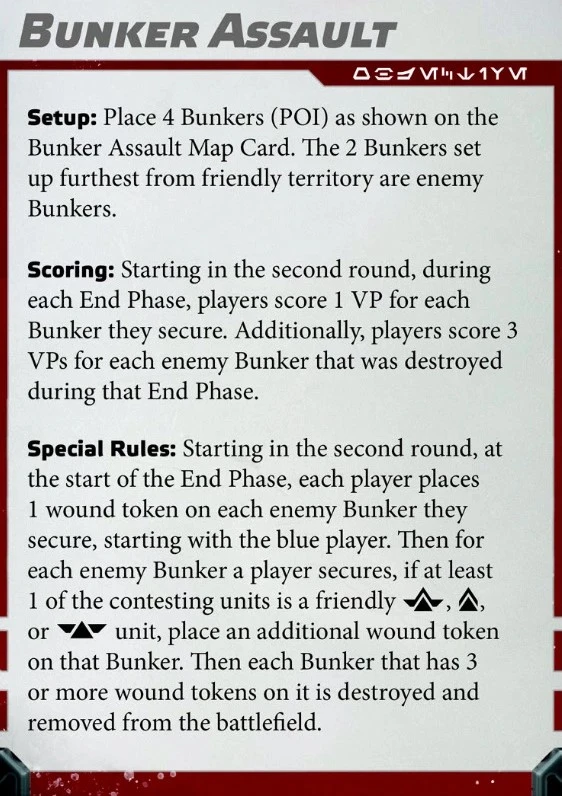 BUNKER ASSAULT
Setup: Place 4 Bunkers (POI) as shown on the
Bunker Assault Map Card. The 2 Bunkers set
up furthest from friendly territory are enemy
Bunkers.
Scoring: Starting in the second round, during
each End Phase, players score 1 VP for each
Bunker they secure. Additionally, players score 3
VPs for each enemy Bunker that was destroyed
during that End Phase.
Special Rules: Starting in the second round, at
the start of the End Phase, each player places
1 wound token on each enemy Bunker they
secure, starting with the blue player. Then for
each enemy Bunker a player secures, if at least
1 of the contesting units is a friendly , ,
or unit, place an additional wound token
on that Bunker. Then each Bunker that has 3
or more wound tokens on it is destroyed and
removed from the battlefield.